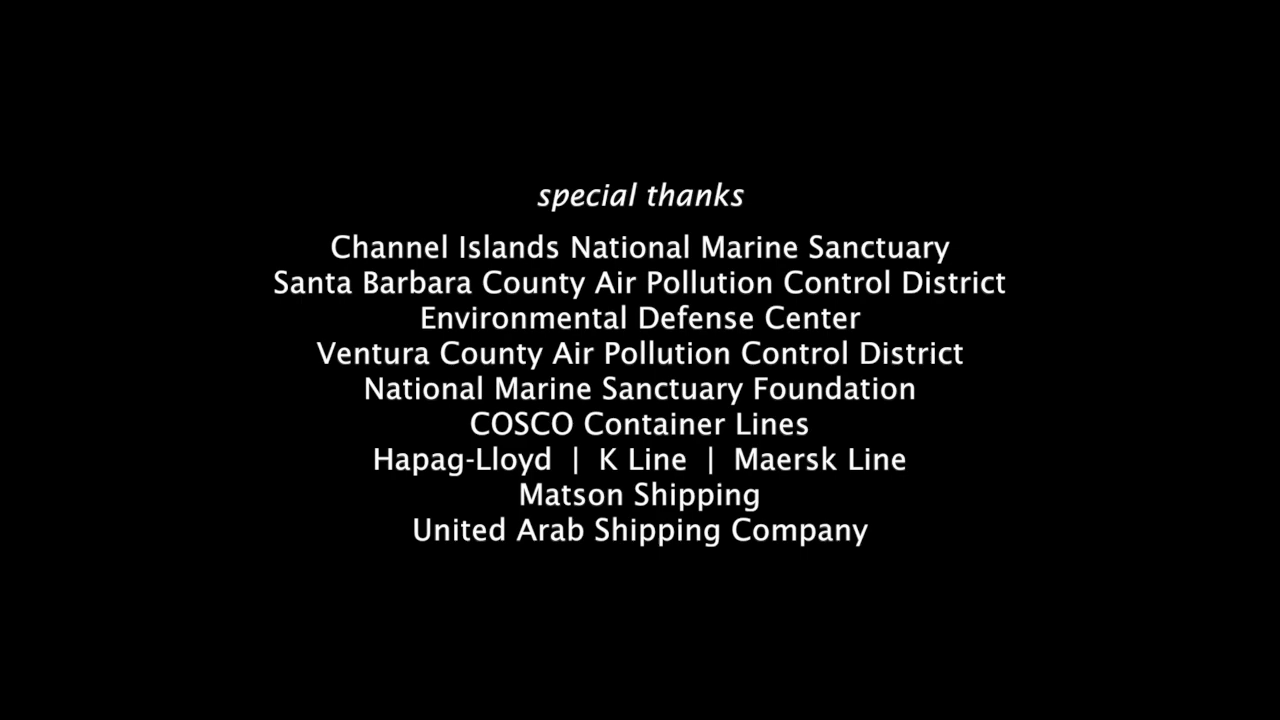 special thanks
Channel Islands National Marine Sanctuary
Santa Barbara County Air Pollution Control District
Environmental Defense Center
Ventura County Air Pollution Control District
National Marine Sanctuary Foundation
COSCO Container Lines
Hapag-Lloyd | K Line | Maersk Line
Matson Shipping
United Arab Shipping Company